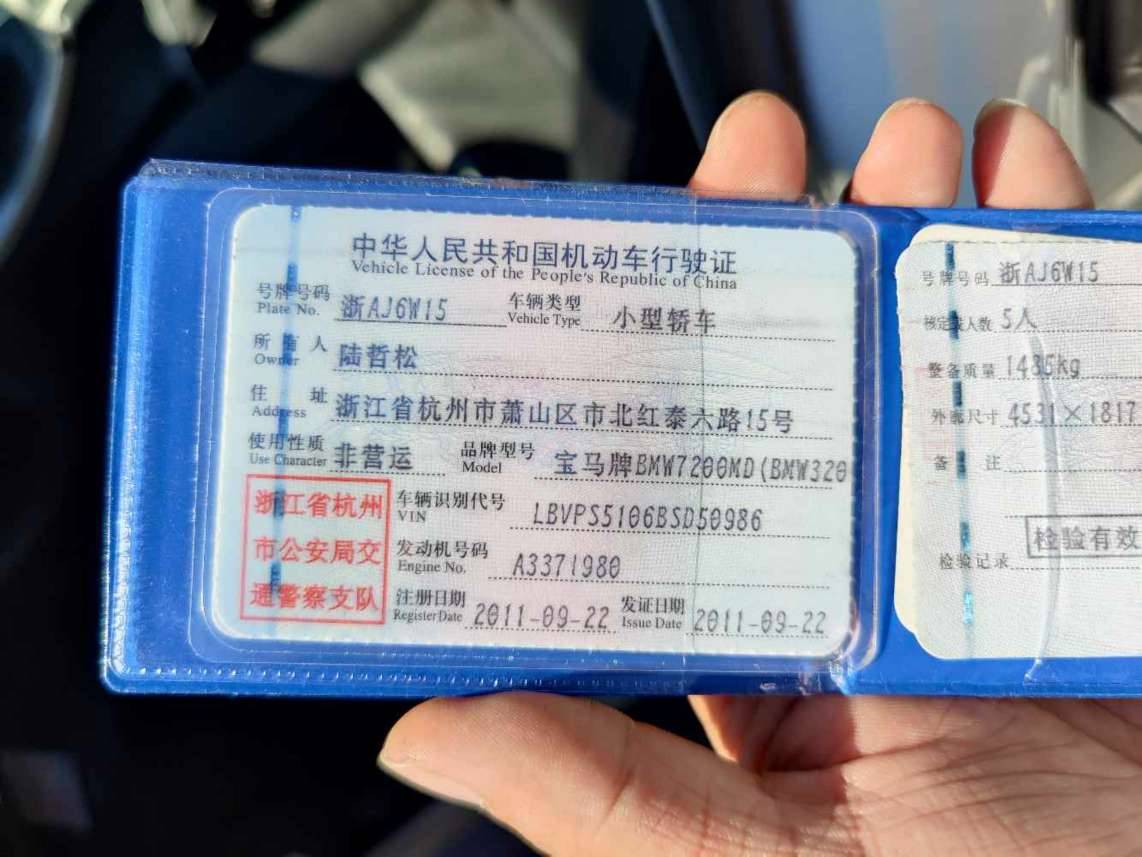 中华人民共和国机动车行驶证
Vehicle License of the People's Republic of China
号牌号码 浙AJ6W15 车辆类型 小型轿车
Plate No. Vehicle Type
所有人 陆哲松
Owner
住址 浙江省杭州市萧山区市北红泰六路15号
Address
使用性质 非营运 品牌型号 宝马牌BMW7200MD(BMW320
Use Character Model
浙江省杭州
市公安局交
通警察支队
车辆识别代号 LBVPS5106BSD50986
VIN
发动机号码 A3371980
Engine No.
注册日期 2011-09-22 发证日期 2011-09-22
Register Date Issue Date
号牌号码 浙AJ6W15
核定载人数 5人
整备质量 1485kg
外廓尺寸 4531×1817
备注
检验有效
检验记录